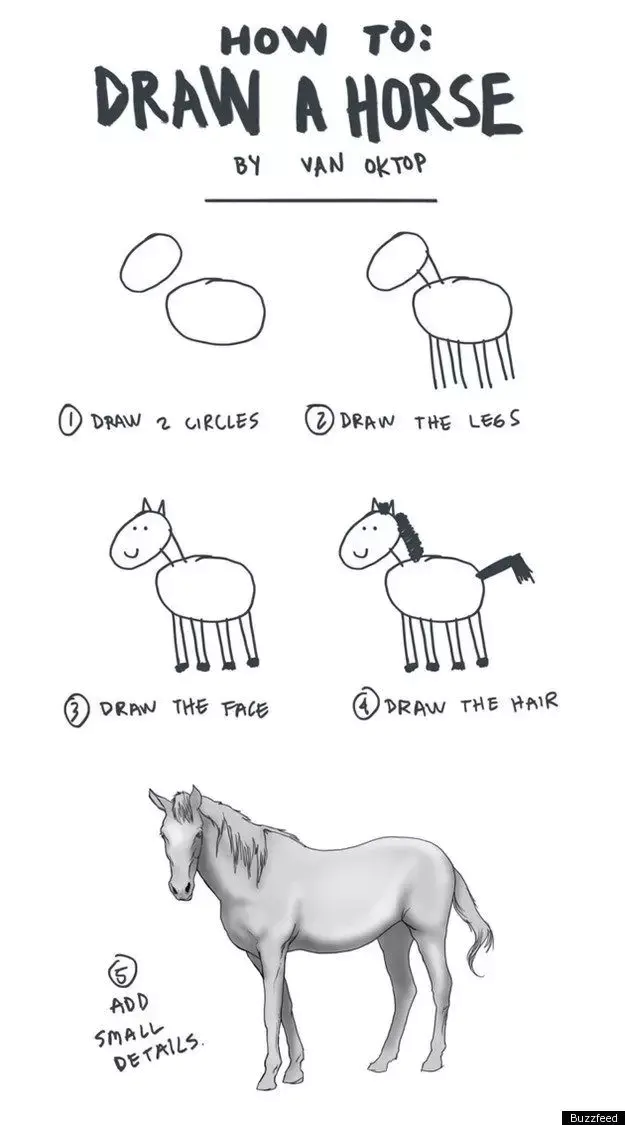 HOW TO:
DRAW A HORSE
BY VAN OKTOP
① DRAW 2 CIRCLES
② DRAW THE LEGS
③ DRAW THE FACE
④ DRAW THE HAIR
⑤
ADD
SMALL
DETAILS.
Buzzfeed